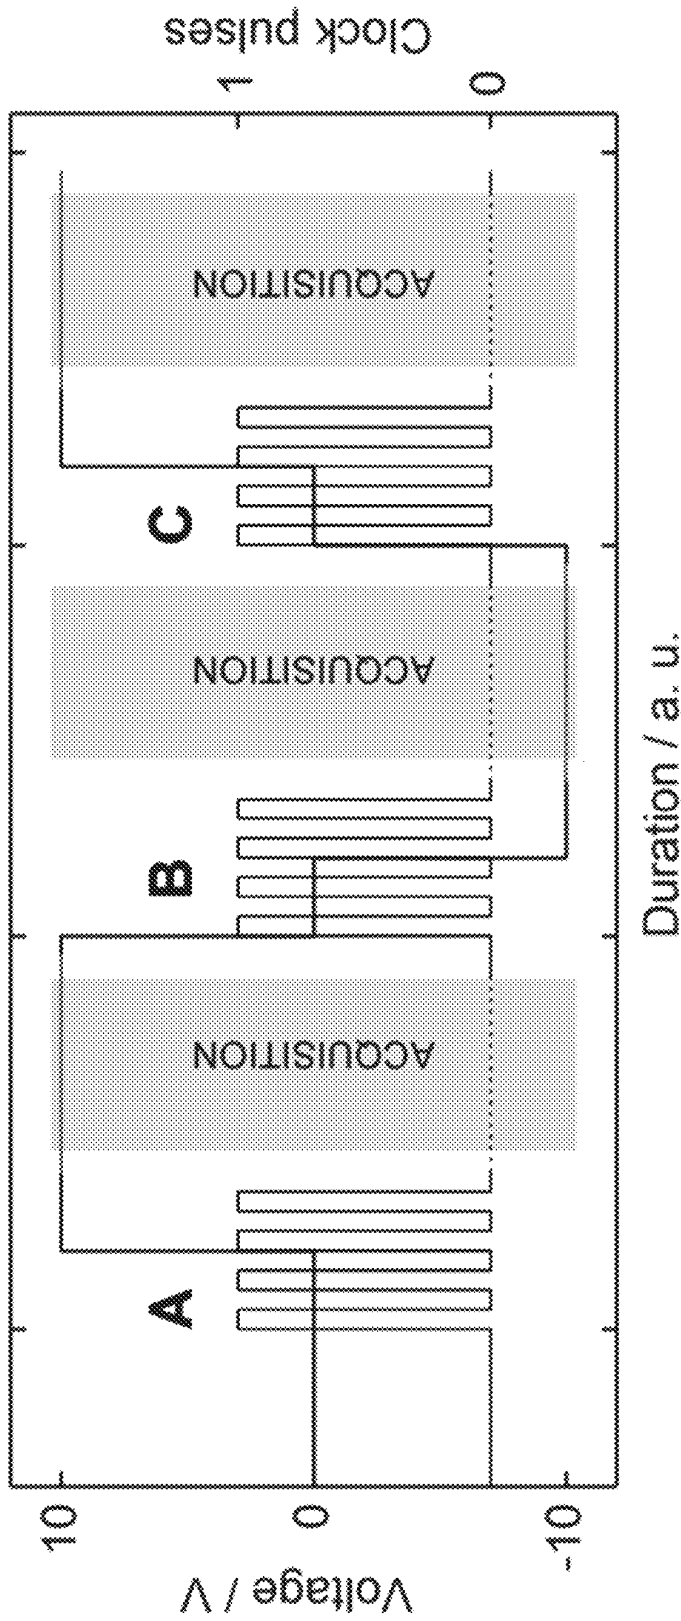 Voltage / V
10
0
-10
A
B
C
ACQUISITION
ACQUISITION
ACQUISITION
1
0
Clock pulses
Duration / a. u.